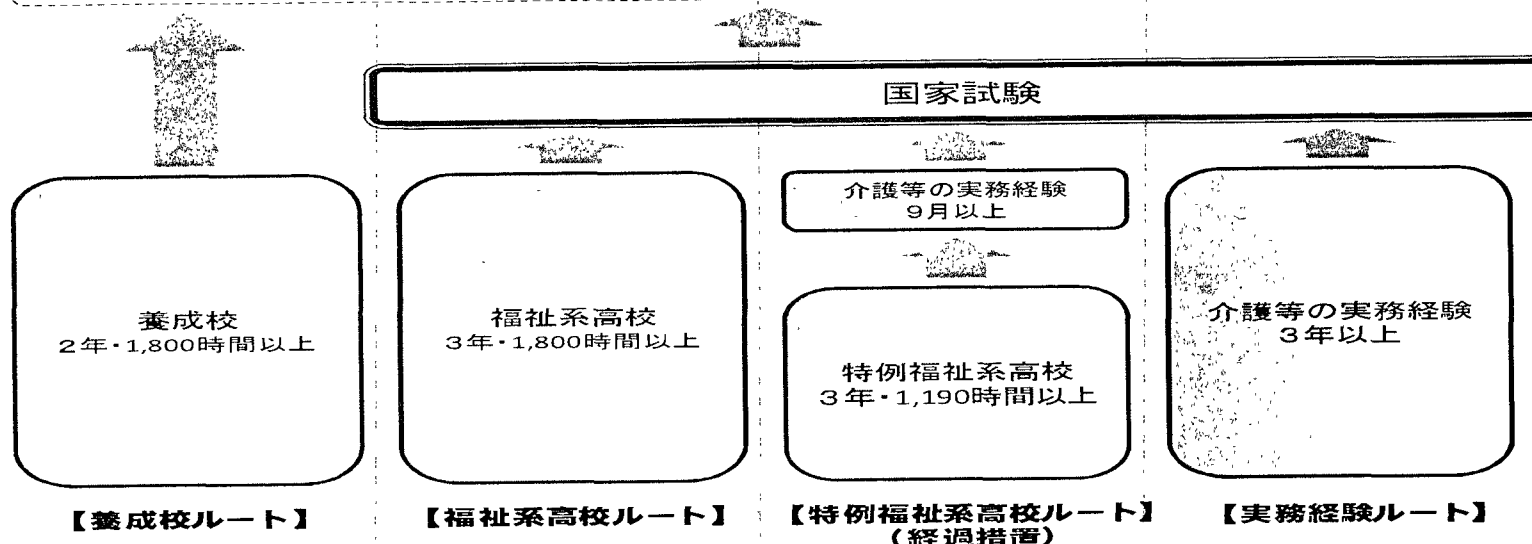 国家試験
養成校
2年・1,800時間以上
福祉系高校
3年・1,800時間以上
介護等の実務経験
9月以上
特例福祉系高校
3年・1,190時間以上
介護等の実務経験
3年以上
【養成校ルート】
【福祉系高校ルート】
【特例福祉系高校ルート】
（経過措置）
【実務経験ルート】